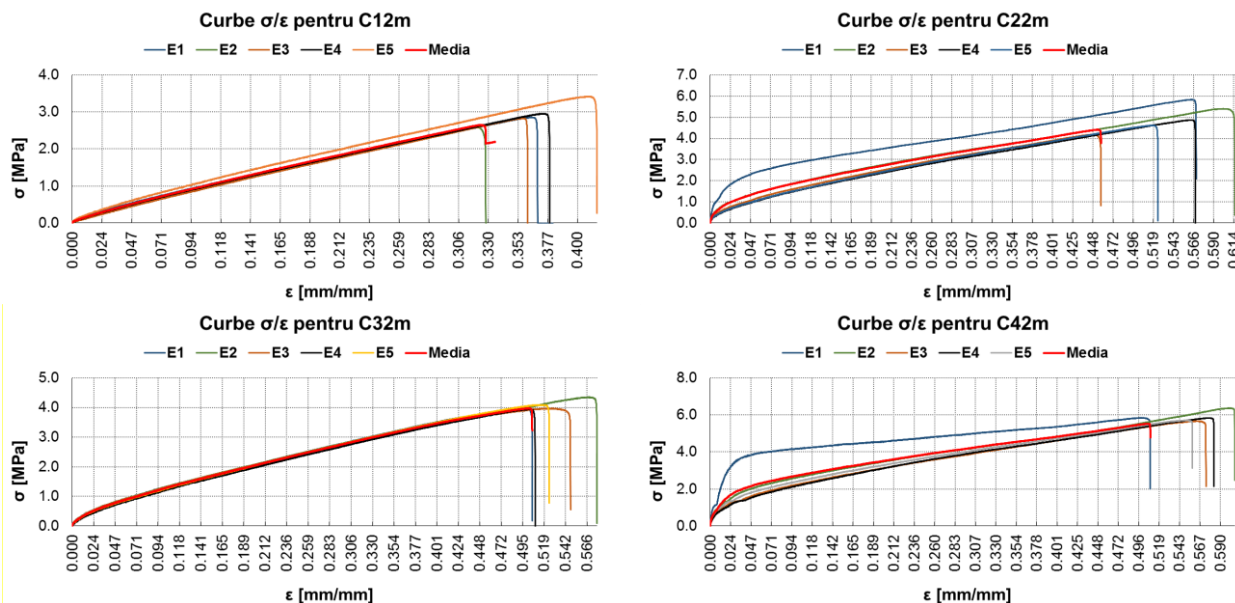 Curbe σ/ε pentru C12m
E1 E2 E3 E4 E5 Media
4.0
3.0
2.0
1.0
0.0
σ [MPa]
0.000 0.024 0.047 0.071 0.094 0.118 0.141 0.165 0.188 0.212 0.235 0.259 0.283 0.306 0.330 0.353 0.377 0.400
ε [mm/mm]
Curbe σ/ε pentru C22m
E1 E2 E3 E4 E5 Media
7.0
6.0
5.0
4.0
3.0
2.0
1.0
0.0
σ [MPa]
0.000 0.024 0.047 0.071 0.094 0.118 0.142 0.165 0.189 0.212 0.236 0.260 0.283 0.307 0.330 0.354 0.378 0.401 0.425 0.448 0.472 0.496 0.519 0.543 0.566 0.590 0.614
ε [mm/mm]
Curbe σ/ε pentru C32m
E1 E2 E3 E4 E5 Media
5.0
4.0
3.0
2.0
1.0
0.0
σ [MPa]
0.000 0.024 0.047 0.071 0.094 0.118 0.141 0.165 0.189 0.212 0.236 0.259 0.283 0.306 0.330 0.354 0.377 0.401 0.424 0.448 0.471 0.495 0.519 0.542 0.566
ε [mm/mm]
Curbe σ/ε pentru C42m
E1 E2 E3 E4 E5 Media
8.0
6.0
4.0
2.0
0.0
σ [MPa]
0.000 0.024 0.047 0.071 0.094 0.118 0.142 0.165 0.189 0.212 0.236 0.260 0.283 0.307 0.330 0.354 0.378 0.401 0.425 0.448 0.472 0.496 0.519 0.543 0.567 0.590
ε [mm/mm]